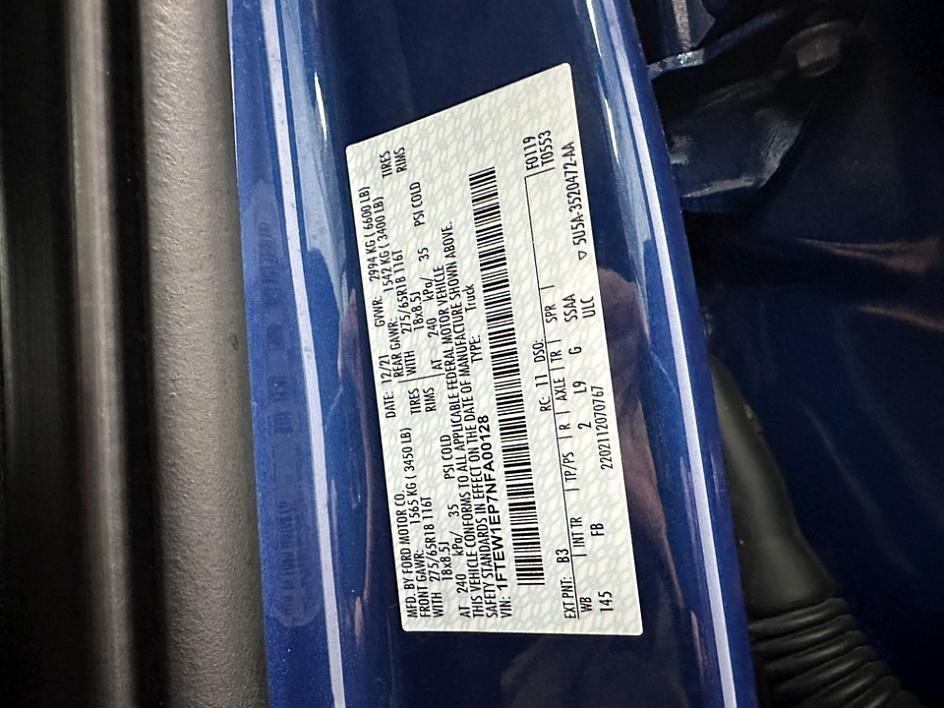 MFD. BY FORD MOTOR CO. DATE: 12/21 GVWR: 2994 KG ( 6600 LB)
FRONT GAWR: 1565 KG ( 3450 LB) REAR GAWR: 1542 KG ( 3400 LB)
WITH 275/65R18 116T TIRES WITH 275/65R18 116T TIRES
18x8.5J RIMS 18x8.5J RIMS
AT 240 kPa/ 35 PSI COLD AT 240 kPa/ 35 PSI COLD
THIS VEHICLE CONFORMS TO ALL APPLICABLE FEDERAL MOTOR VEHICLE
SAFETY STANDARDS IN EFFECT ON THE DATE OF MANUFACTURE SHOWN ABOVE.
VIN: 1FTEW1EP7NFA00128 TYPE: Truck
F0119
T0553
EXT PNT: B3 RC: 11 DSO:
WB INT TR TP/PS R AXLE TR SPR
145 FB 2 L9 G SSAA
2202112070767 ULC
▽ 5U5A-3520472-AA